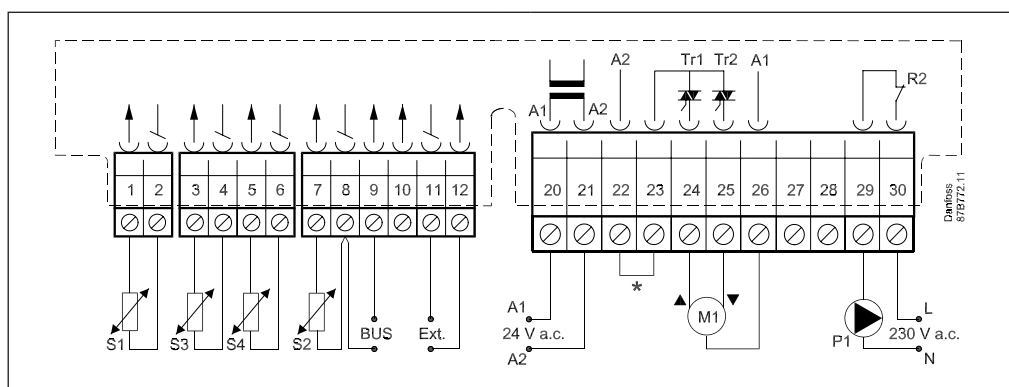 A2 Tr1 Tr2 A1
R2
A1 A2
1 2 3 4 5 6 7 8 9 10 11 12
20 21 22 23 24 25 26 27 28 29 30
Danfoss
87B772.11
*
A1
24 V a.c.
A2
M1
P1
L
230 V a.c.
N
S1 S3 S4 S2
BUS
Ext.